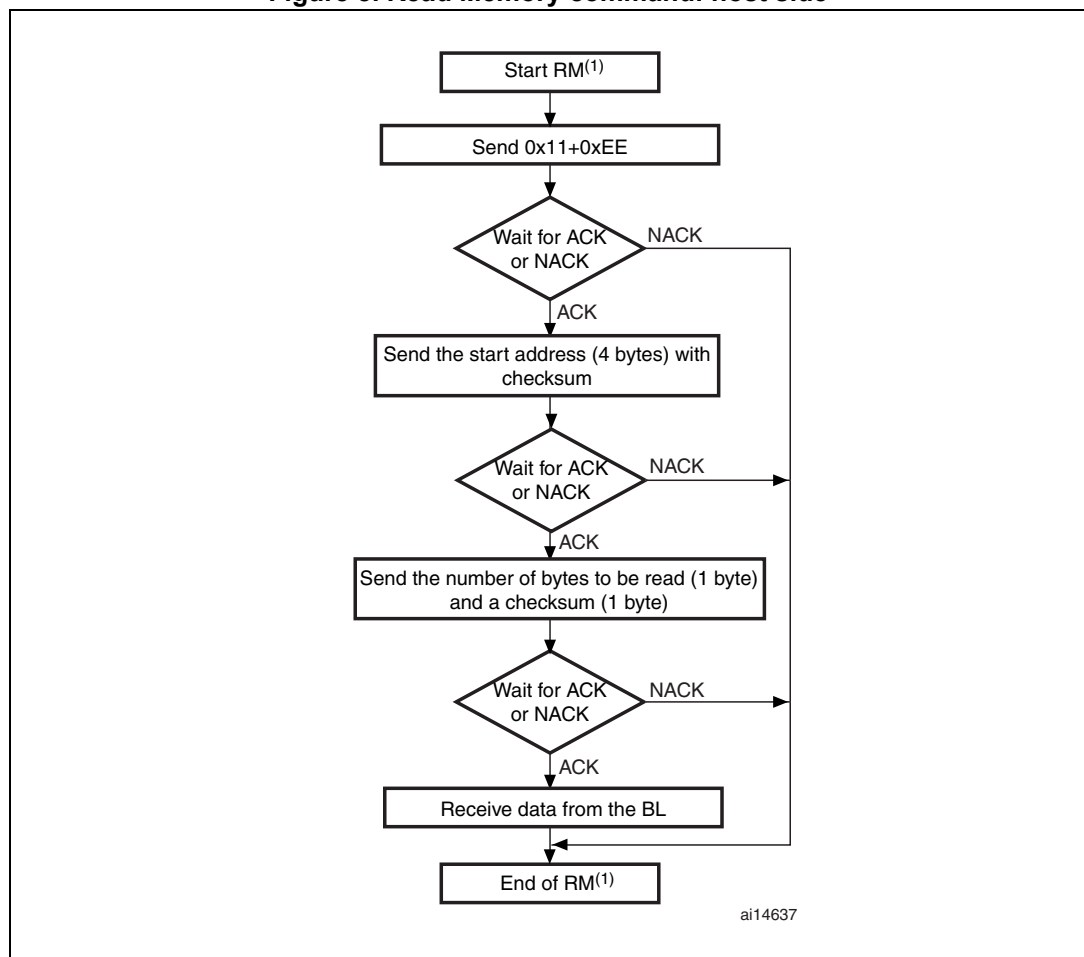 Start RM(1)
Send 0x11+0xEE
Wait for ACK
or NACK
NACK
ACK
Send the start address (4 bytes) with
checksum
Wait for ACK
or NACK
NACK
ACK
Send the number of bytes to be read (1 byte)
and a checksum (1 byte)
Wait for ACK
or NACK
NACK
ACK
Receive data from the BL
End of RM(1)
ai14637